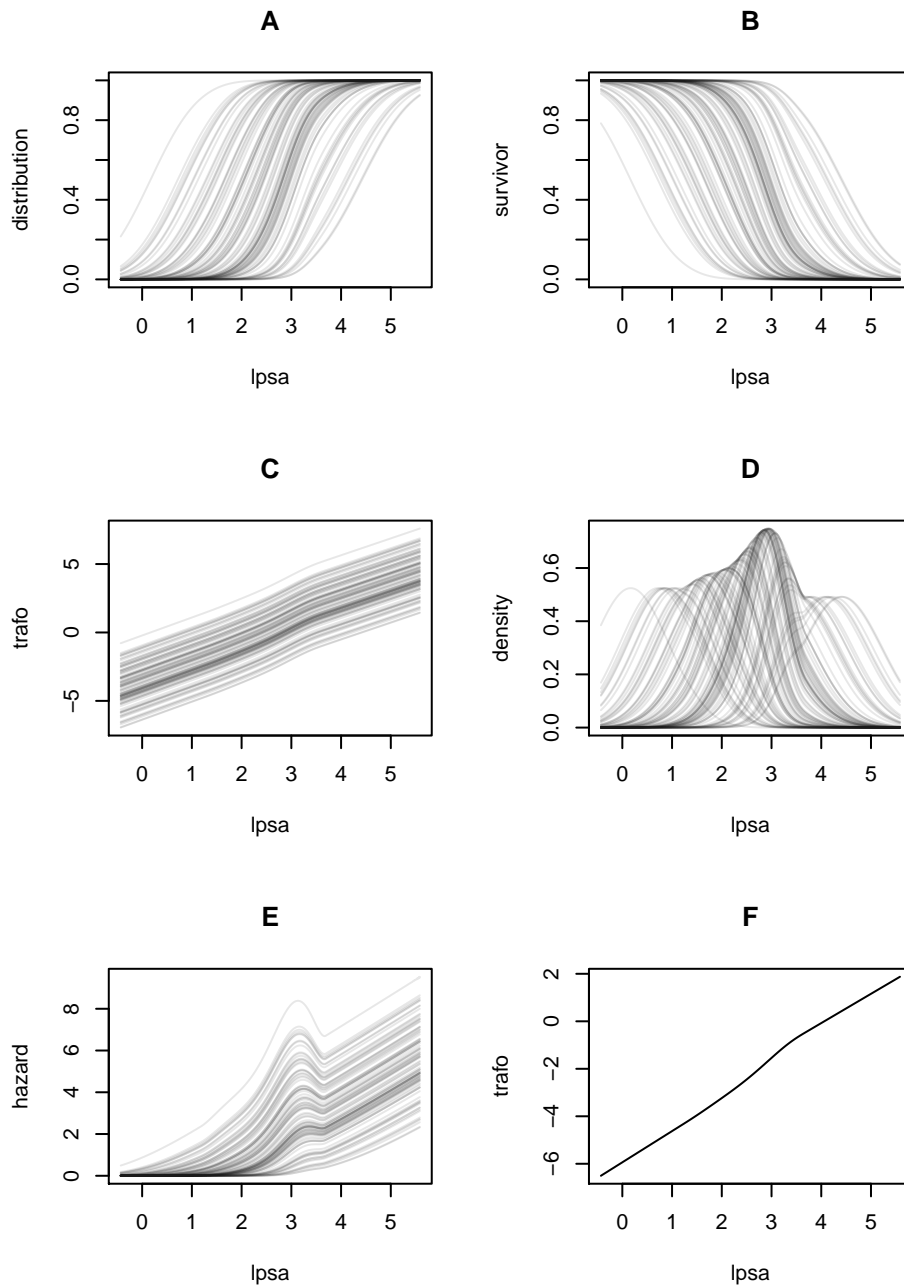 A
distribution
0.0 0.4 0.8
0 1 2 3 4 5
lpsa
B
survivor
0.0 0.4 0.8
0 1 2 3 4 5
lpsa
C
trafo
−5 0 5
0 1 2 3 4 5
lpsa
D
density
0.0 0.2 0.4 0.6
0 1 2 3 4 5
lpsa
E
hazard
0 2 4 6 8
0 1 2 3 4 5
lpsa
F
trafo
−6 −4 −2 0 2
0 1 2 3 4 5
lpsa